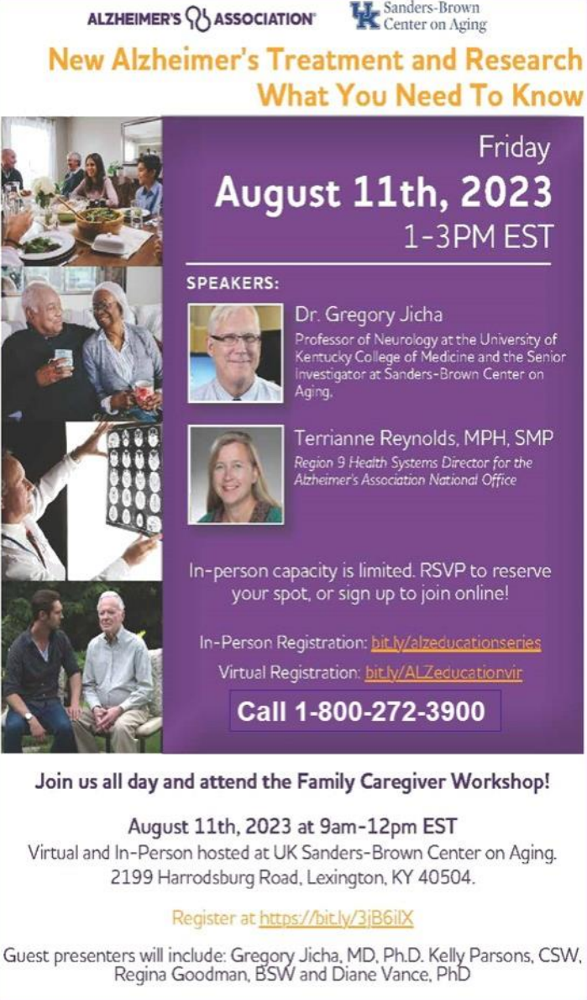 ALZHEIMER'S ASSOCIATION®
UK Sanders-Brown
Center on Aging
New Alzheimer's Treatment and Research
What You Need To Know
Friday
August 11th, 2023
1-3PM EST
SPEAKERS:
Dr. Gregory Jicha
Professor of Neurology at the University of
Kentucky College of Medicine and the Senior
Investigator at Sanders-Brown Center on
Aging.
Terrianne Reynolds, MPH, SMP
Region 9 Health Systems Director for the
Alzheimer's Association National Office
In-person capacity is limited. RSVP to reserve
your spot, or sign up to join online!
In-Person Registration: bit.ly/alzeducationseries
Virtual Registration: bit.ly/ALZeducationvir
Call 1-800-272-3900
Join us all day and attend the Family Caregiver Workshop!
August 11th, 2023 at 9am-12pm EST
Virtual and In-Person hosted at UK Sanders-Brown Center on Aging.
2199 Harrodsburg Road, Lexington, KY 40504.
Register at https://bit.ly/3jB6ilX
Guest presenters will include: Gregory Jicha, MD, Ph.D. Kelly Parsons, CSW,
Regina Goodman, BSW and Diane Vance, PhD